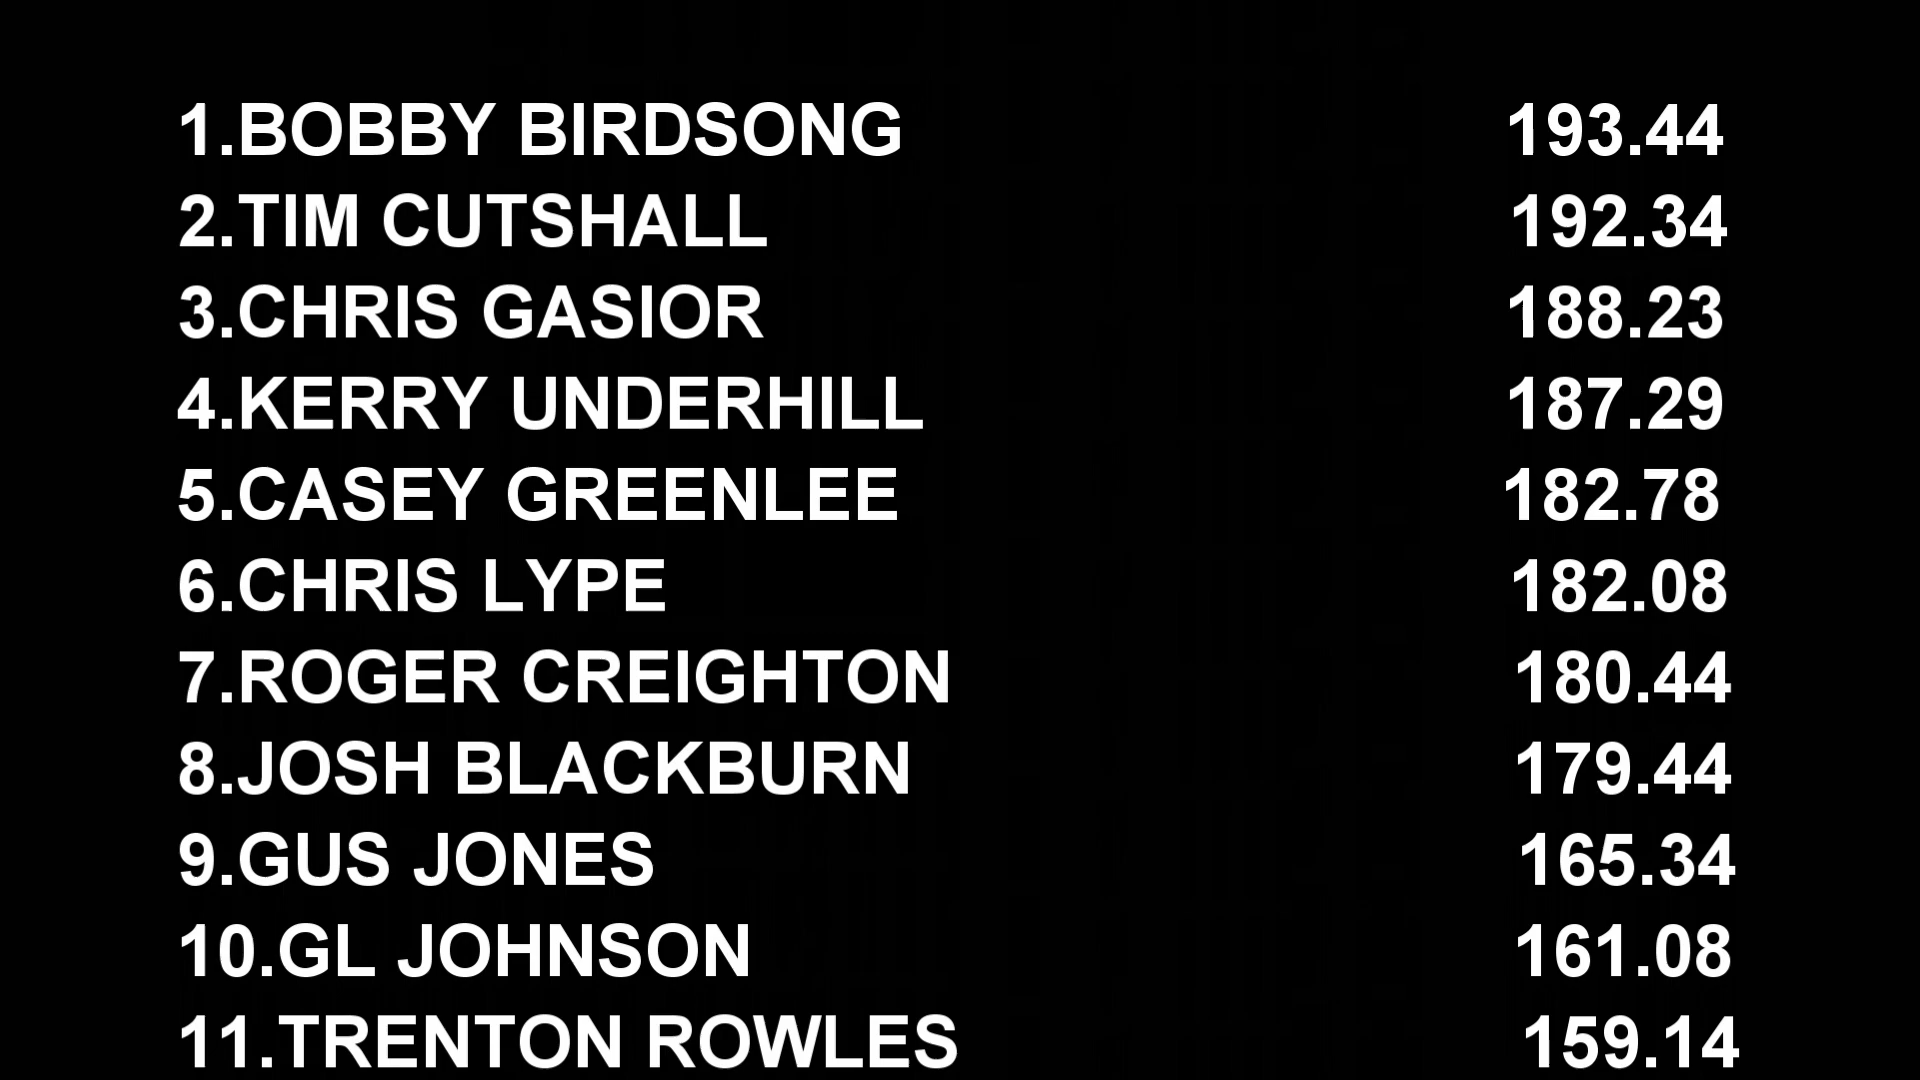 1.BOBBY BIRDSONG 193.44
2.TIM CUTSHALL 192.34
3.CHRIS GASIOR 188.23
4.KERRY UNDERHILL 187.29
5.CASEY GREENLEE 182.78
6.CHRIS LYPE 182.08
7.ROGER CREIGHTON 180.44
8.JOSH BLACKBURN 179.44
9.GUS JONES 165.34
10.GL JOHNSON 161.08
11.TRENTON ROWLES 159.14